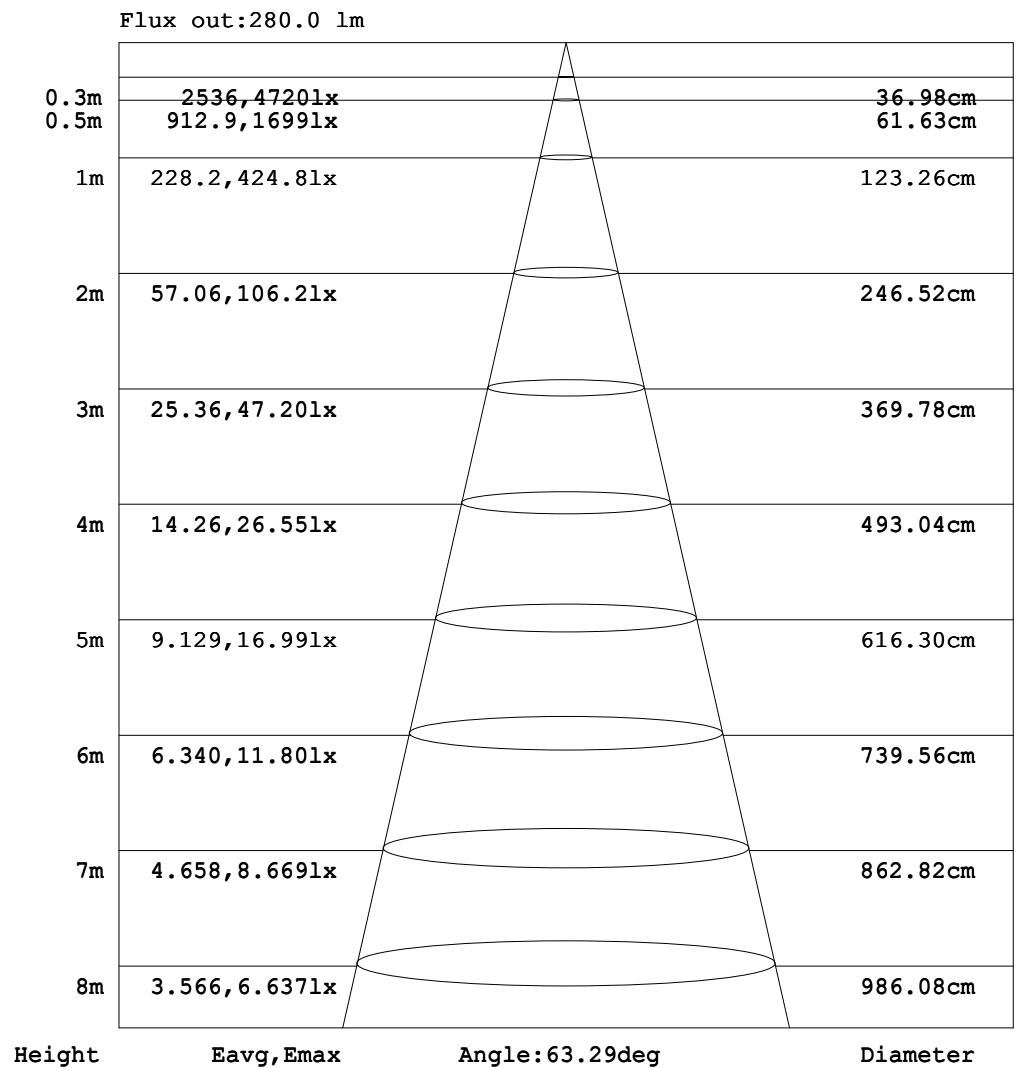 Flux out:280.0 lm
0.3m 2536,4720lx 36.98cm
0.5m 912.9,1699lx 61.63cm
1m 228.2,424.8lx 123.26cm
2m 57.06,106.2lx 246.52cm
3m 25.36,47.20lx 369.78cm
4m 14.26,26.55lx 493.04cm
5m 9.129,16.99lx 616.30cm
6m 6.340,11.80lx 739.56cm
7m 4.658,8.669lx 862.82cm
8m 3.566,6.637lx 986.08cm
Height Eavg,Emax Angle:63.29deg Diameter